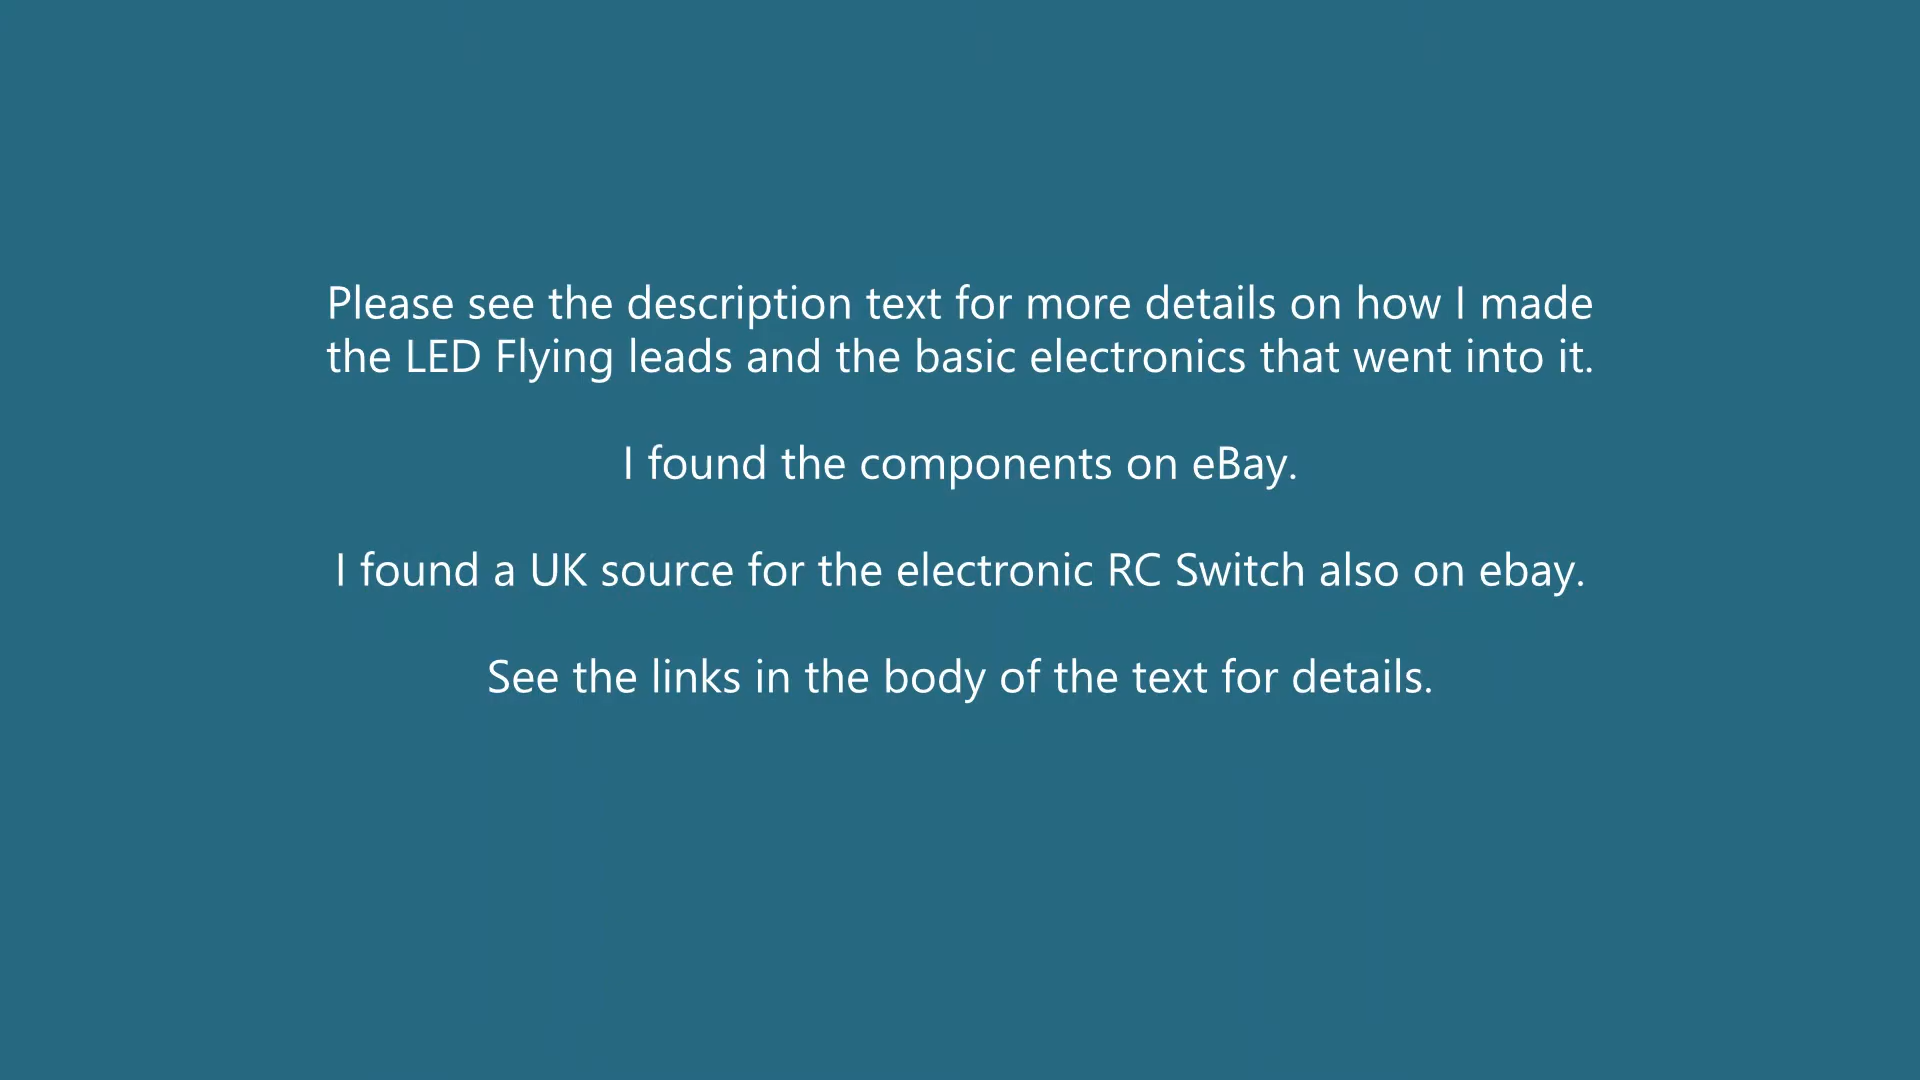 Please see the description text for more details on how I made
the LED Flying leads and the basic electronics that went into it.
I found the components on eBay.
I found a UK source for the electronic RC Switch also on ebay.
See the links in the body of the text for details.